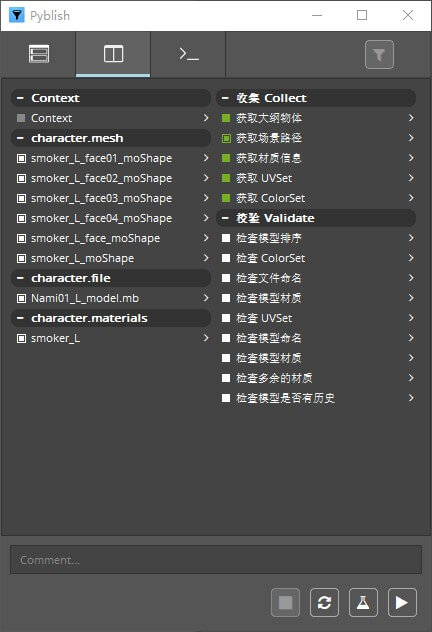 Pyblish
Context
Context
character.mesh
smoker_L_face01_moShape
smoker_L_face02_moShape
smoker_L_face03_moShape
smoker_L_face04_moShape
smoker_L_face_moShape
smoker_L_moShape
character.file
Nami01_L_model.mb
character.materials
smoker_L
收集 Collect
获取大纲物体
获取场景路径
获取材质信息
获取 UVSet
获取 ColorSet
校验 Validate
检查模型排序
检查 ColorSet
检查文件命名
检查模型材质
检查 UVSet
检查模型命名
检查模型材质
检查多余的材质
检查模型是否有历史
Comment...